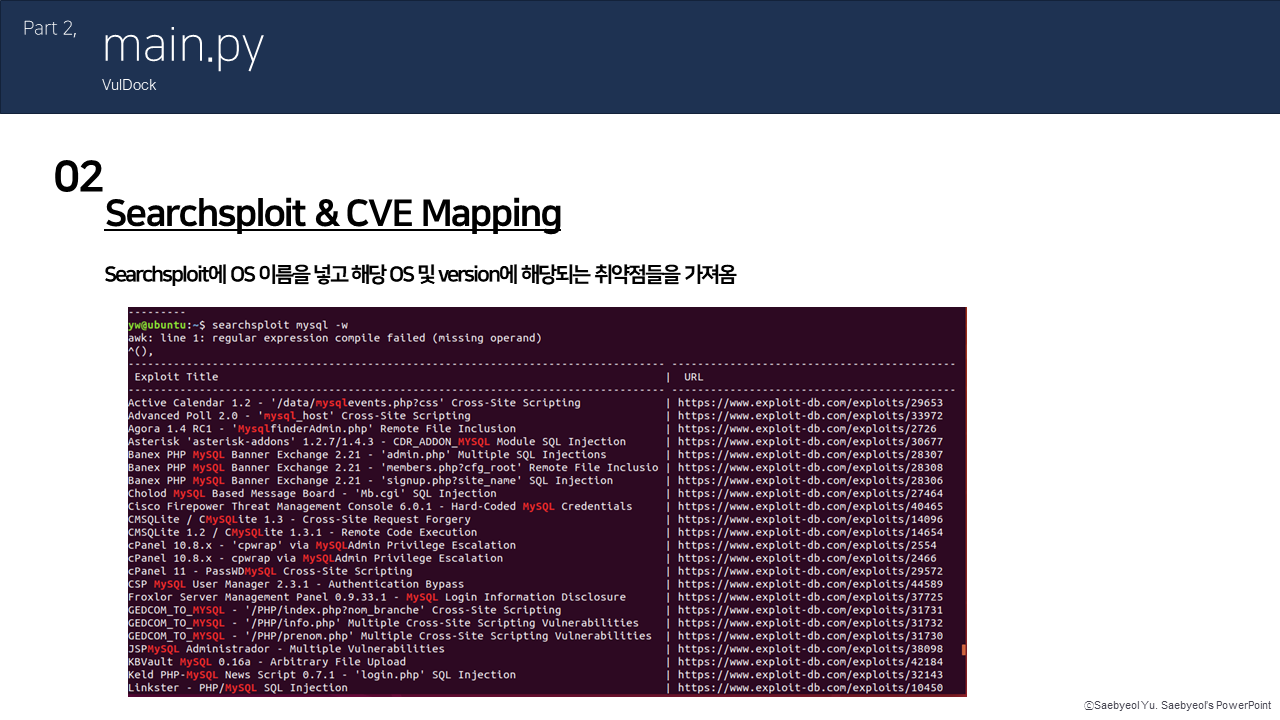 Part 2,
main.py
VulDock
02
Searchsploit & CVE Mapping
Searchsploit에 OS 이름을 넣고 해당 OS 및 version에 해당되는 취약점들을 가져옴
---------
yw@ubuntu:~$ searchsploit mysql -w
awk: line 1: regular expression compile failed (missing operand)
^(),
----------------------------------------------------------------------------------- --------------------------------------------
Exploit Title | URL
----------------------------------------------------------------------------------- --------------------------------------------
Active Calendar 1.2 - '/data/mysqlevents.php?css' Cross-Site Scripting | https://www.exploit-db.com/exploits/29653
Advanced Poll 2.0 - 'mysql_host' Cross-Site Scripting | https://www.exploit-db.com/exploits/33972
Agora 1.4 RC1 - 'MysqlfinderAdmin.php' Remote File Inclusion | https://www.exploit-db.com/exploits/2726
Asterisk 'asterisk-addons' 1.2.7/1.4.3 - CDR_ADDON_MYSQL Module SQL Injection | https://www.exploit-db.com/exploits/30677
Banex PHP MySQL Banner Exchange 2.21 - 'admin.php' Multiple SQL Injections | https://www.exploit-db.com/exploits/28307
Banex PHP MySQL Banner Exchange 2.21 - 'members.php?cfg_root' Remote File Inclusio | https://www.exploit-db.com/exploits/28308
Banex PHP MySQL Banner Exchange 2.21 - 'signup.php?site_name' SQL Injection | https://www.exploit-db.com/exploits/28306
Cholod MySQL Based Message Board - 'Mb.cgi' SQL Injection | https://www.exploit-db.com/exploits/27464
Cisco Firepower Threat Management Console 6.0.1 - Hard-Coded MySQL Credentials | https://www.exploit-db.com/exploits/40465
CMSQLite / CMySQLite 1.3 - Cross-Site Request Forgery | https://www.exploit-db.com/exploits/14096
CMSQLite 1.2 / CMySQLite 1.3.1 - Remote Code Execution | https://www.exploit-db.com/exploits/14654
cPanel 10.8.x - 'cpwrap' via MySQLAdmin Privilege Escalation | https://www.exploit-db.com/exploits/2554
cPanel 10.8.x - cpwrap via MySQLAdmin Privilege Escalation | https://www.exploit-db.com/exploits/2466
cPanel 11 - PassWDMySQL Cross-Site Scripting | https://www.exploit-db.com/exploits/29572
CSP MySQL User Manager 2.3.1 - Authentication Bypass | https://www.exploit-db.com/exploits/44589
Froxlor Server Management Panel 0.9.33.1 - MySQL Login Information Disclosure | https://www.exploit-db.com/exploits/37725
GEDCOM_TO_MYSQL - '/PHP/index.php?nom_branche' Cross-Site Scripting | https://www.exploit-db.com/exploits/31731
GEDCOM_TO_MYSQL - '/PHP/info.php' Multiple Cross-Site Scripting Vulnerabilities | https://www.exploit-db.com/exploits/31732
GEDCOM_TO_MYSQL - '/PHP/prenom.php' Multiple Cross-Site Scripting Vulnerabilities | https://www.exploit-db.com/exploits/31730
JSPMySQL Administrador - Multiple Vulnerabilities | https://www.exploit-db.com/exploits/38098
KBVault MySQL 0.16a - Arbitrary File Upload | https://www.exploit-db.com/exploits/42184
Keld PHP-MySQL News Script 0.7.1 - 'login.php' SQL Injection | https://www.exploit-db.com/exploits/32143
Linkster - PHP/MySQL SQL Injection | https://www.exploit-db.com/exploits/10450
ⓒSaebyeol Yu. Saebyeol's PowerPoint